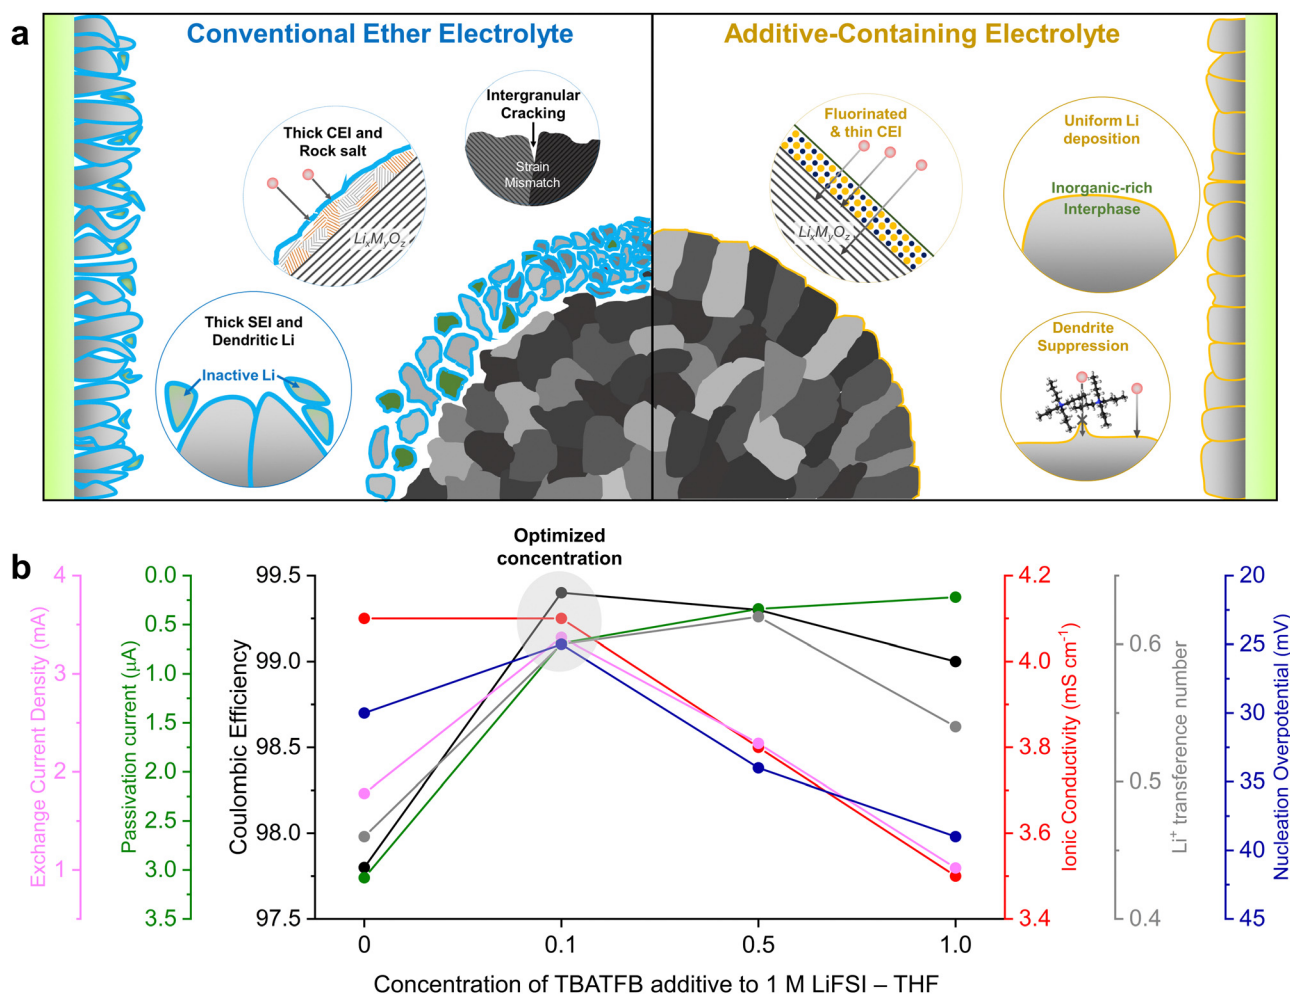 a
Conventional Ether Electrolyte
Additive-Containing Electrolyte
Thick CEI and
Rock salt
LiₓMᵧO𝓏
Intergranular
Cracking
Strain
Mismatch
Thick SEI and
Dendritic Li
Inactive Li
Fluorinated
& thin CEI
LiₓMᵧO𝓏
Uniform Li
deposition
Inorganic-rich
Interphase
Dendrite
Suppression
b
Optimized
concentration
Exchange Current Density (mA)
4
3
2
1
Passivation current (μA)
0.0
0.5
1.0
1.5
2.0
2.5
3.0
3.5
Coulombic Efficiency
99.5
99.0
98.5
98.0
97.5
4.2
4.0
3.8
3.6
3.4
Ionic Conductivity (mS cm⁻¹)
0.6
0.5
0.4
Li⁺ transference number
20
25
30
35
40
45
Nucleation Overpotential (mV)
0 0.1 0.5 1.0
Concentration of TBATFB additive to 1 M LiFSI – THF